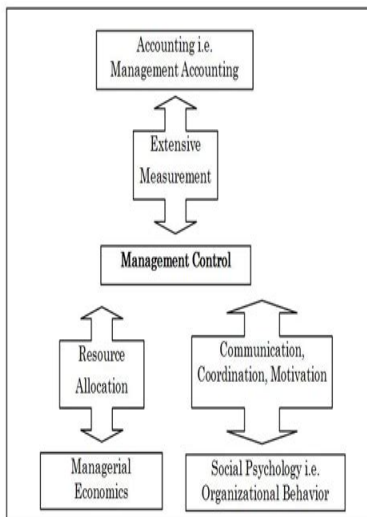 Accounting i.e.
Management Accounting
Extensive
Measurement
Management Control
Resource
Allocation
Communication,
Coordination, Motivation
Managerial
Economics
Social Psychology i.e.
Organizational Behavior